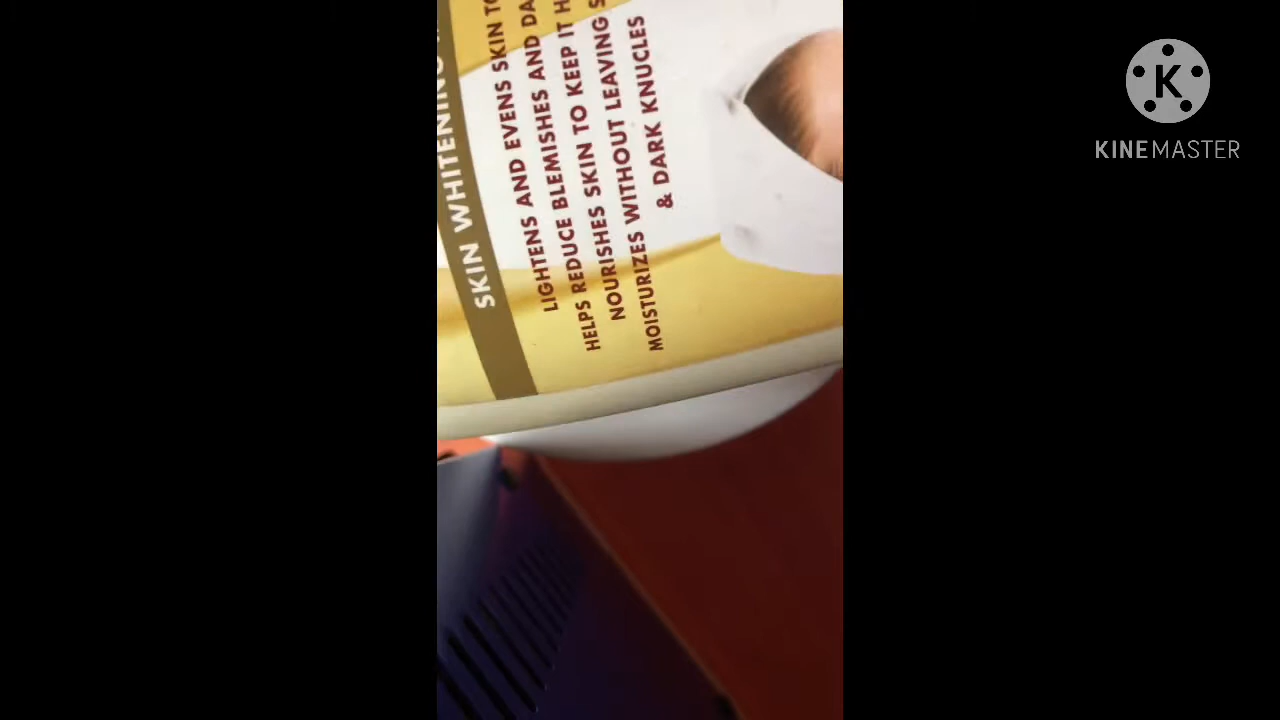 SKIN WHITENING
LIGHTENS AND EVENS SKIN
HELPS REDUCE BLEMISHES AND
NOURISHES SKIN TO KEEP IT
MOISTURIZES WITHOUT LEAVING
& DARK KNUCLES
K
KINEMASTER